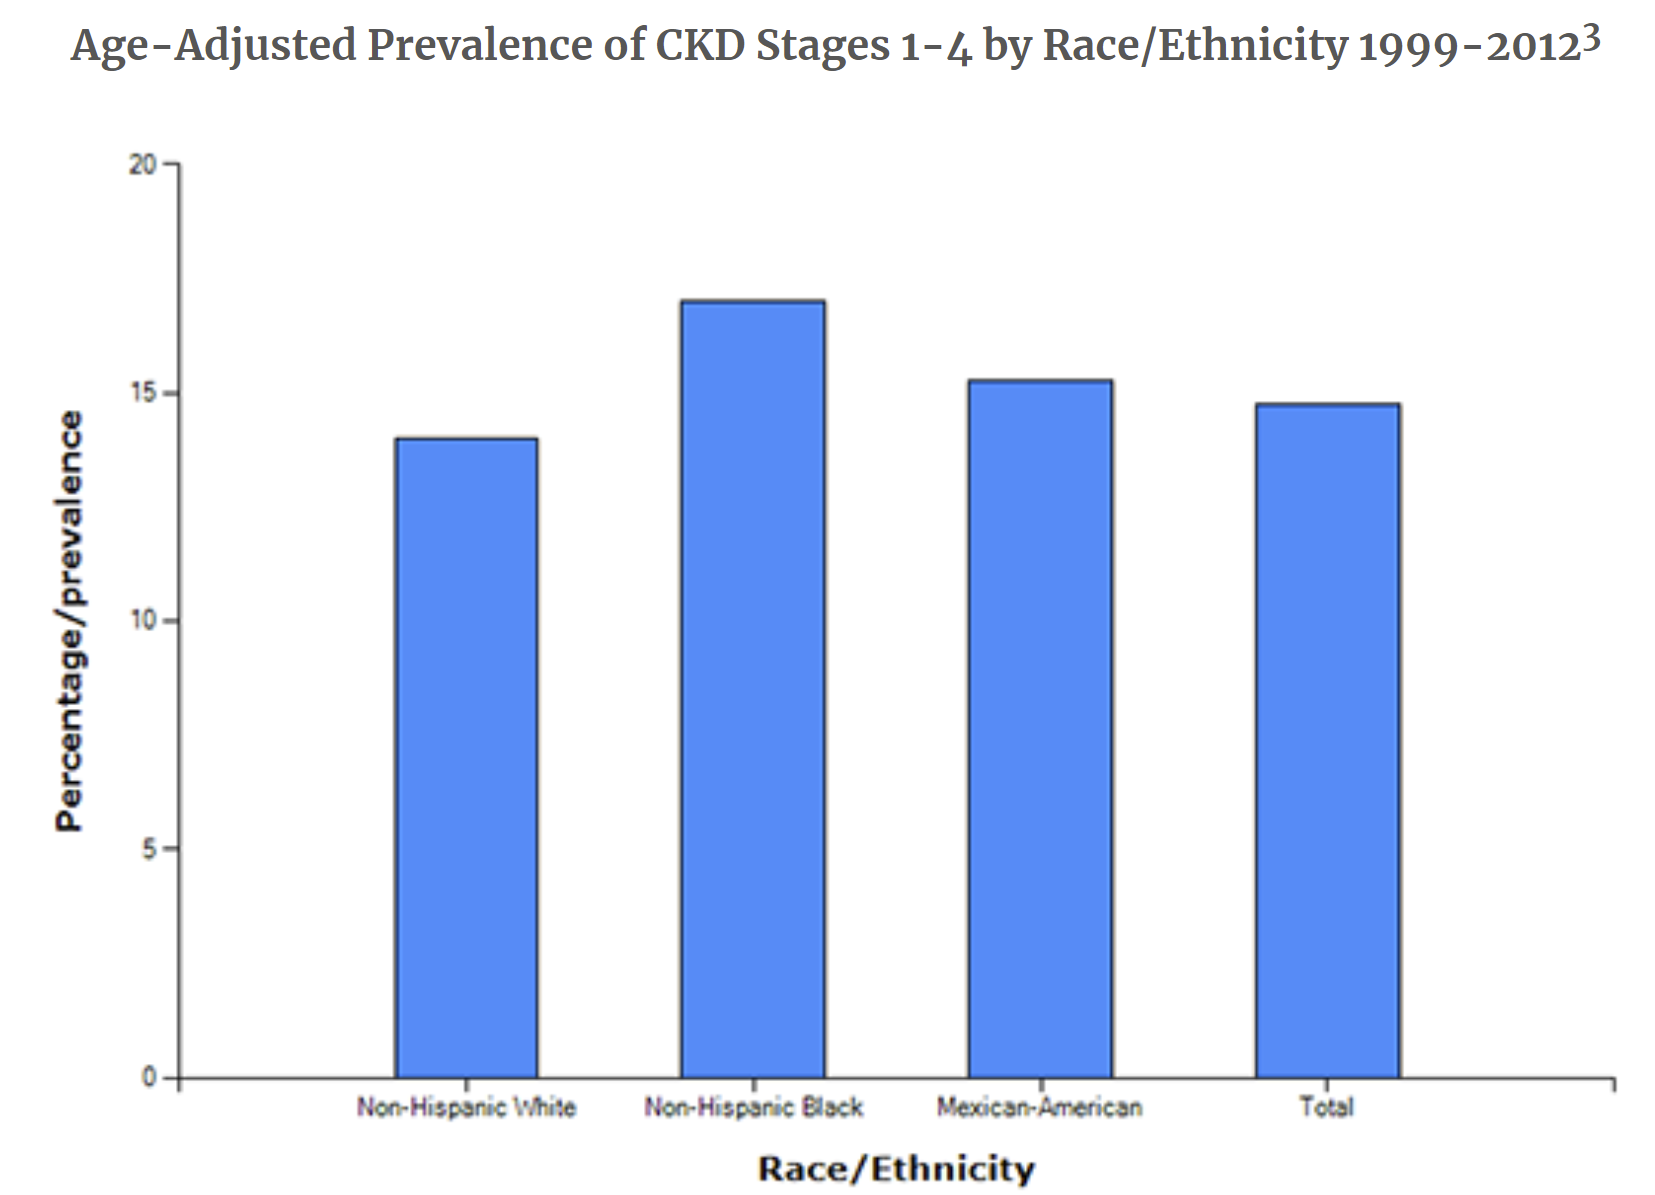 Age-Adjusted Prevalence of CKD Stages 1-4 by Race/Ethnicity 1999-2012³
20
15
10
5
0
Percentage/prevalence
Non-Hispanic White
Non-Hispanic Black
Mexican-American
Total
Race/Ethnicity